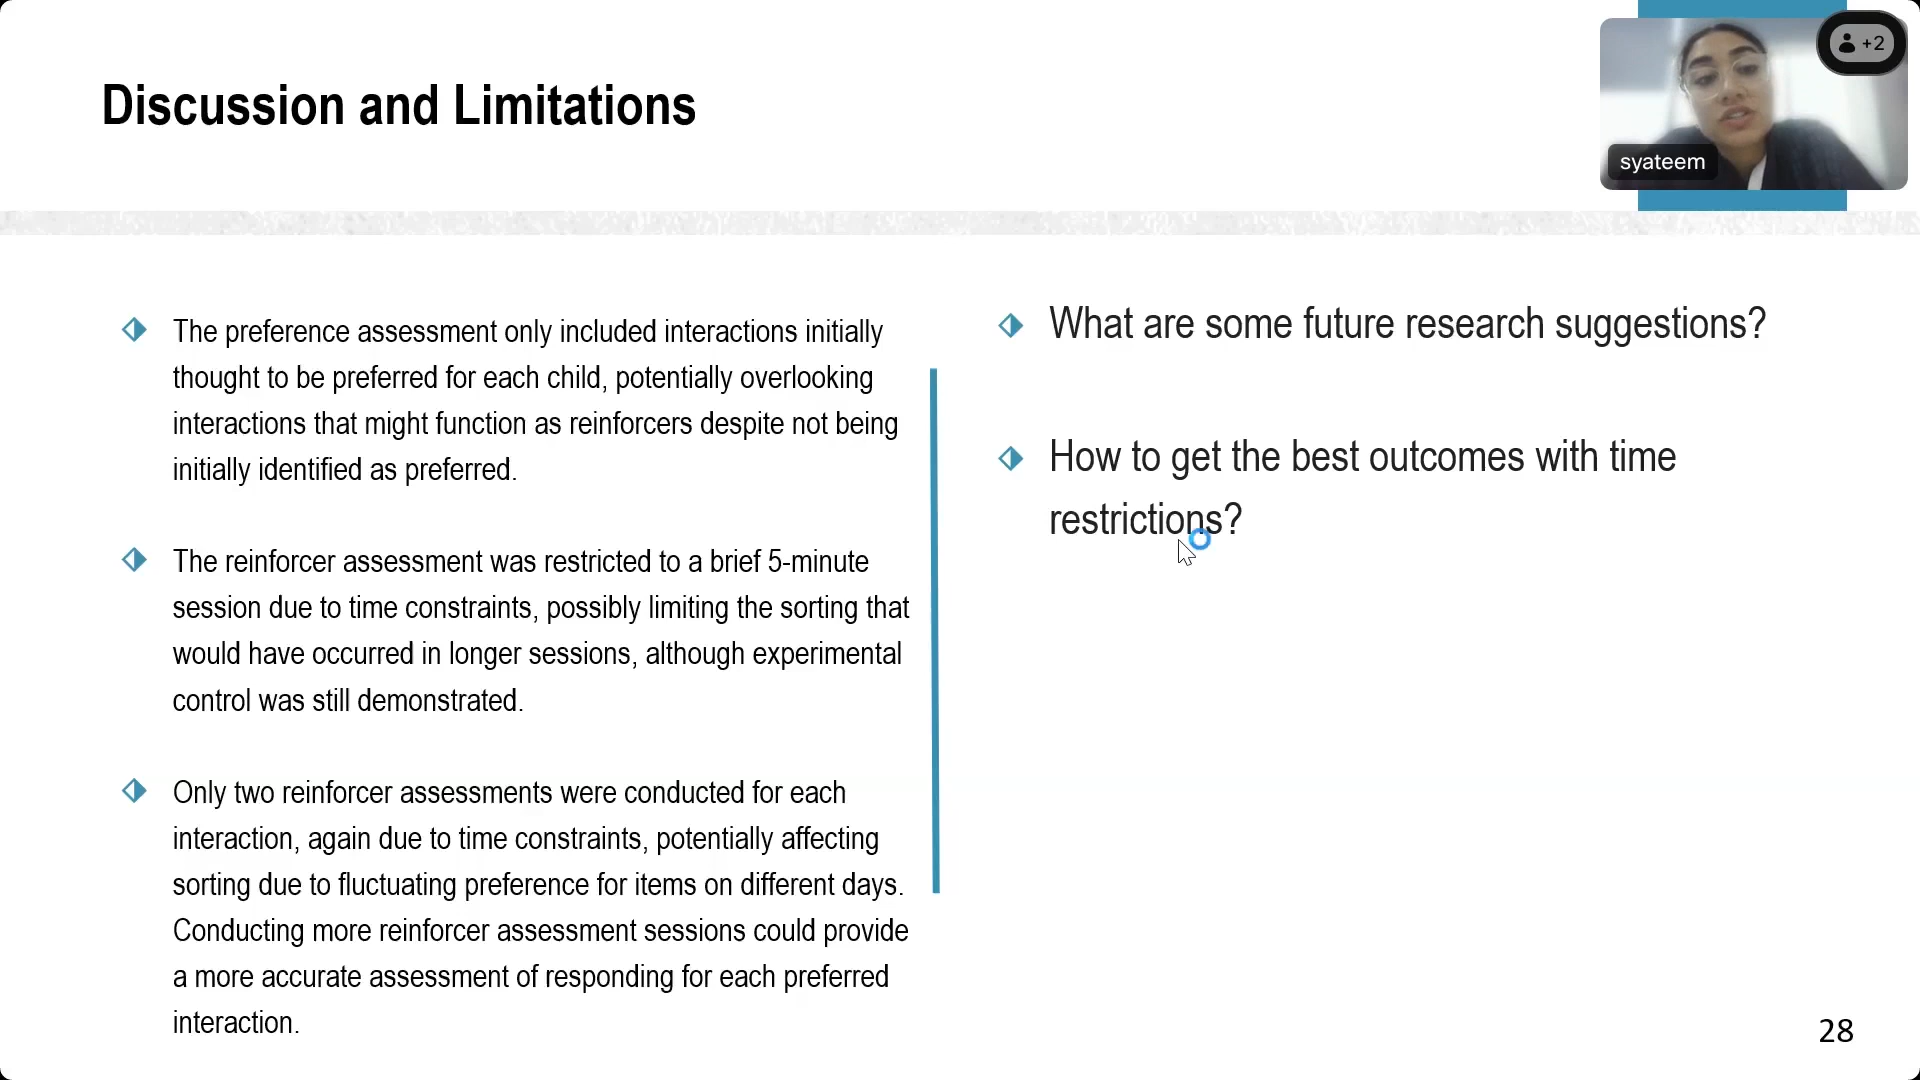 Discussion and Limitations
+2
syateem
The preference assessment only included interactions initially
thought to be preferred for each child, potentially overlooking
interactions that might function as reinforcers despite not being
initially identified as preferred.
The reinforcer assessment was restricted to a brief 5-minute
session due to time constraints, possibly limiting the sorting that
would have occurred in longer sessions, although experimental
control was still demonstrated.
Only two reinforcer assessments were conducted for each
interaction, again due to time constraints, potentially affecting
sorting due to fluctuating preference for items on different days.
Conducting more reinforcer assessment sessions could provide
a more accurate assessment of responding for each preferred
interaction.
What are some future research suggestions?
How to get the best outcomes with time
restrictions?
28